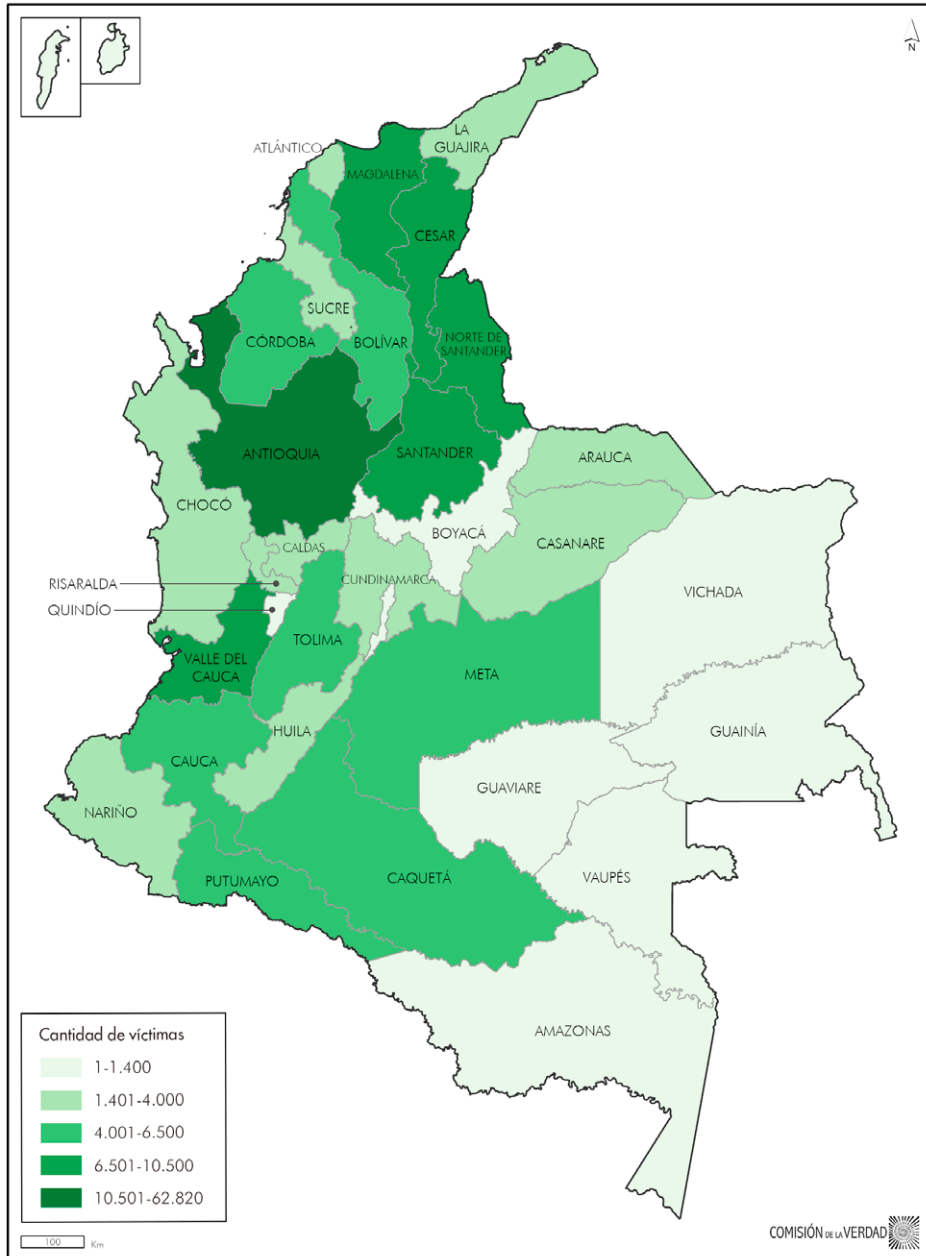 N
LA
GUAJIRA
ATLÁNTICO
MAGDALENA
CESAR
SUCRE
CÓRDOBA
BOLÍVAR
NORTE DE
SANTANDER
ANTIOQUIA
SANTANDER
ARAUCA
CHOCÓ
BOYACÁ
CASANARE
CALDAS
RISARALDA
CUNDINAMARCA
QUINDÍO
VICHADA
TOLIMA
VALLE DEL
CAUCA
META
HUILA
GUAINÍA
CAUCA
GUAVIARE
NARIÑO
PUTUMAYO
CAQUETÁ
VAUPÉS
AMAZONAS
Cantidad de víctimas
1-1.400
1.401-4.000
4.001-6.500
6.501-10.500
10.501-62.820
100 Km
COMISIÓN DE LA VERDAD